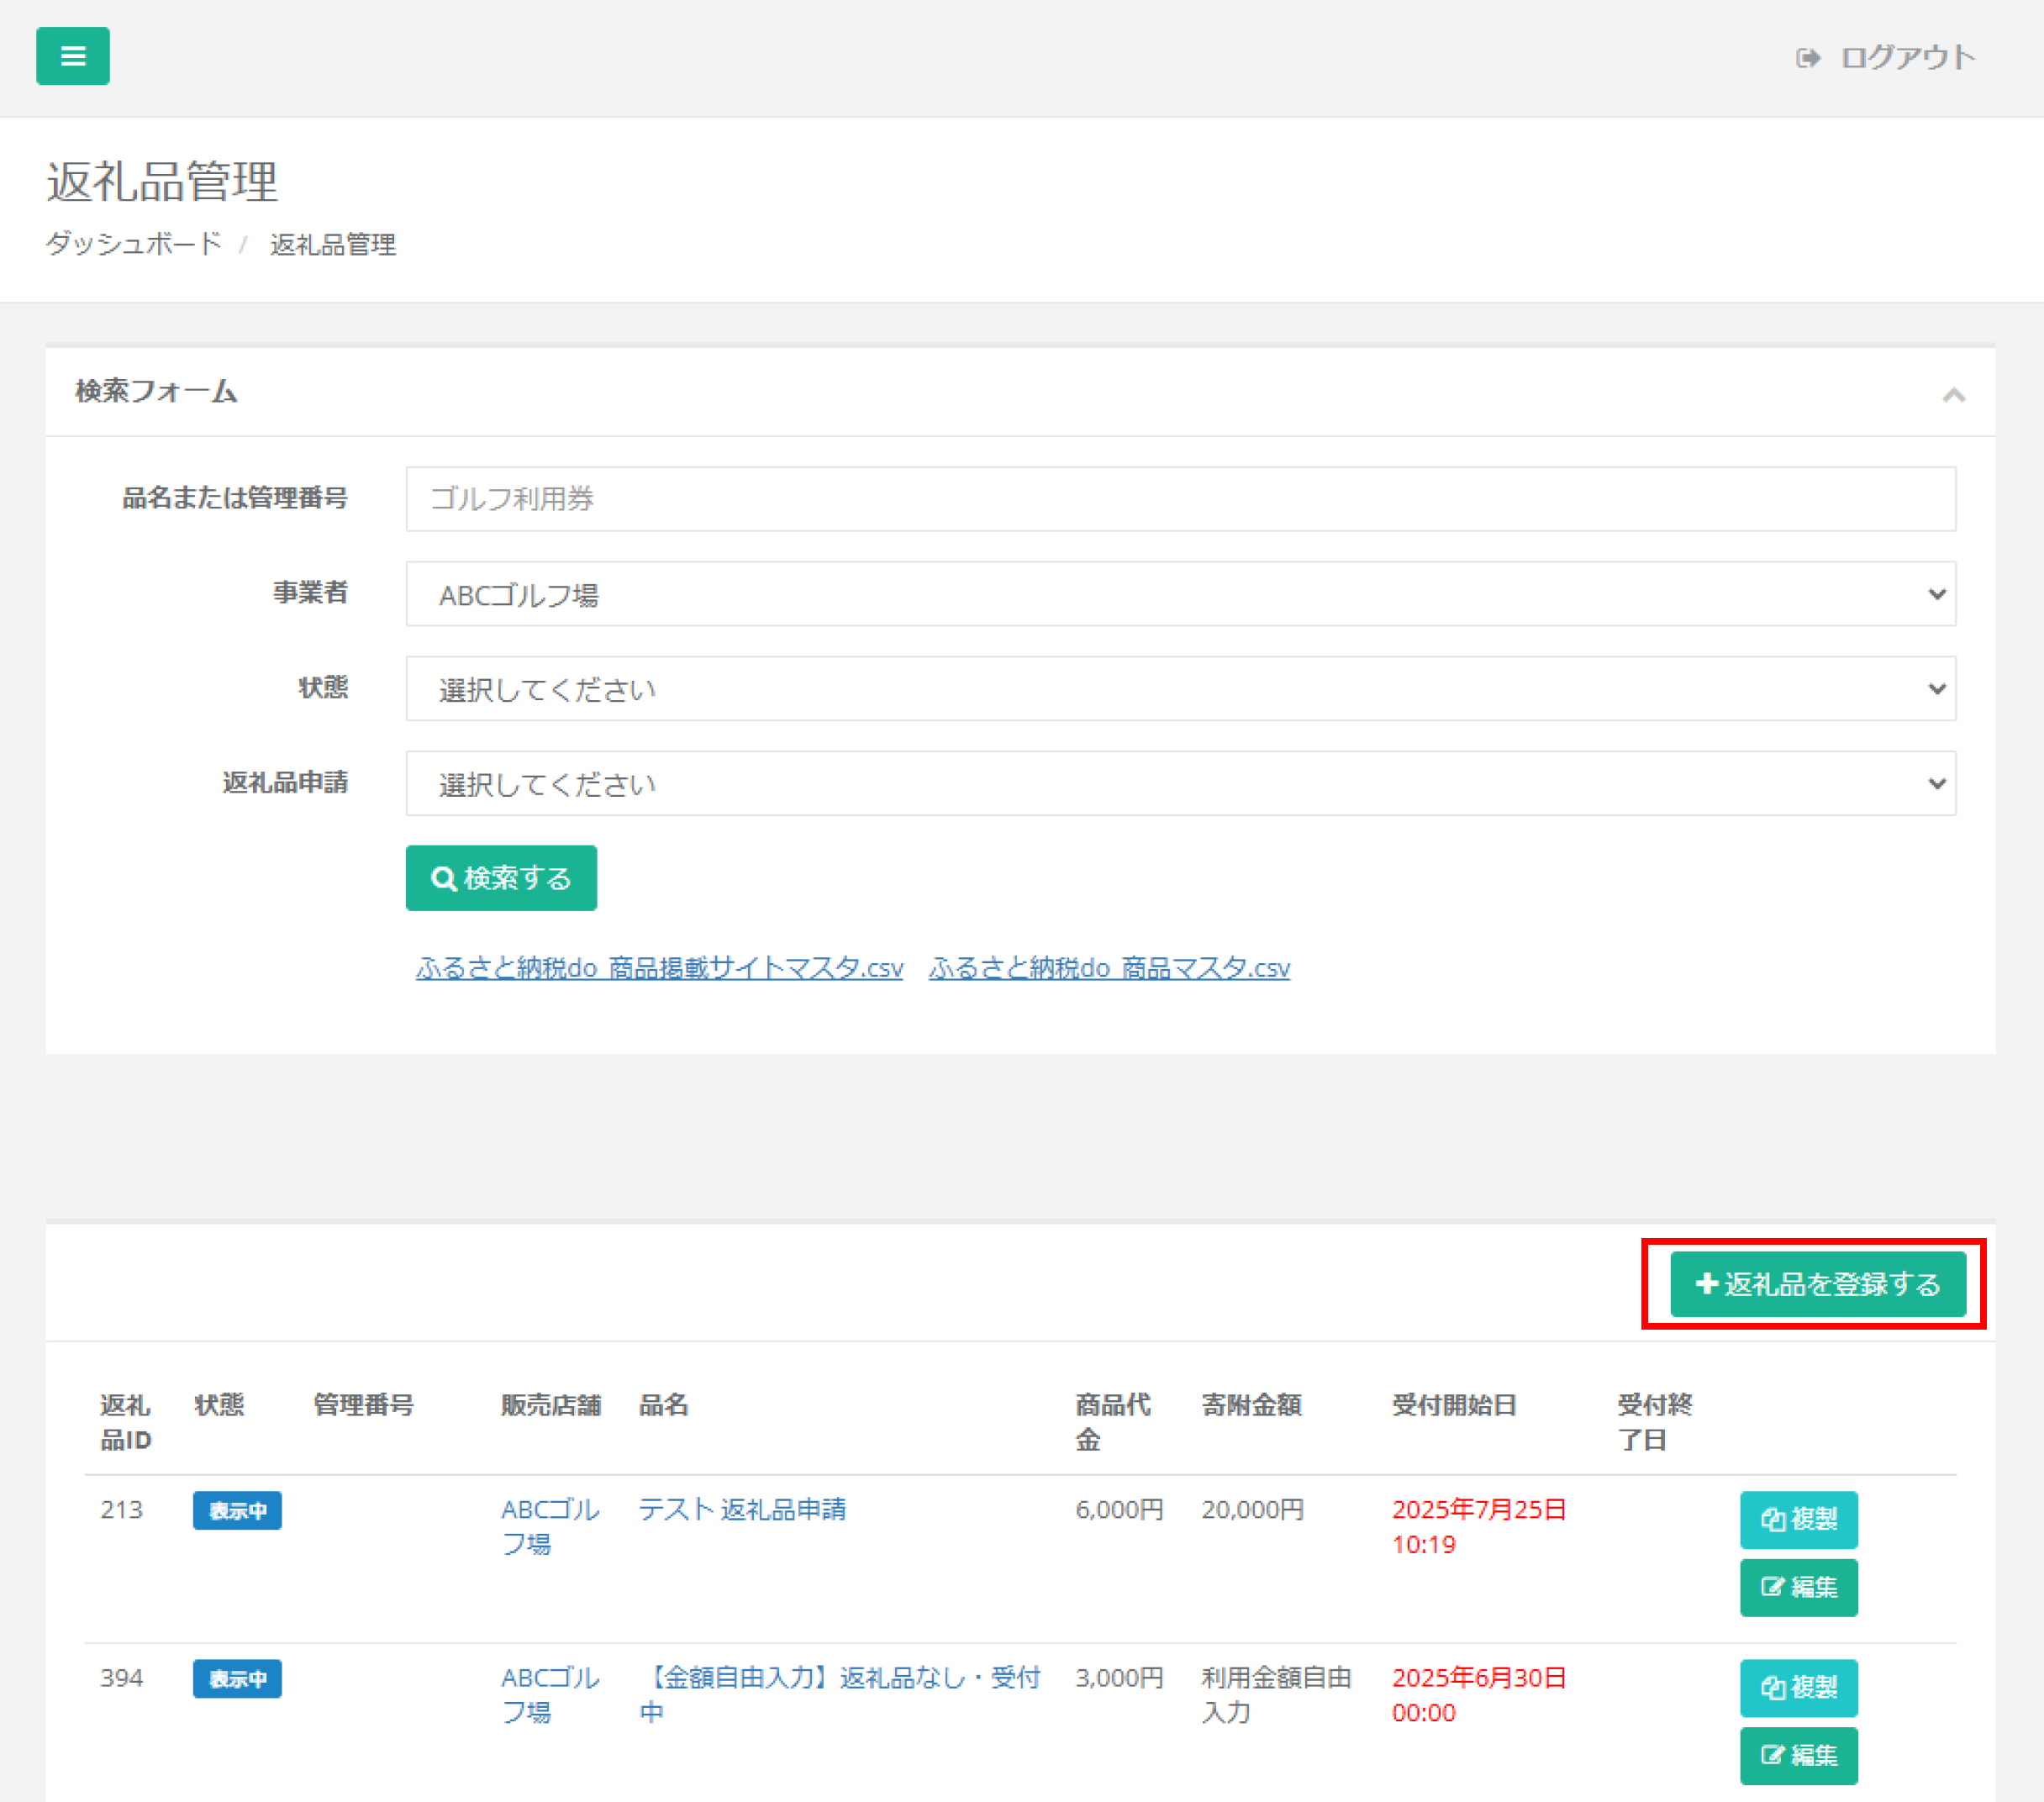 ログアウト
返礼品管理
ダッシュボード / 返礼品管理
検索フォーム
品名または管理番号 ゴルフ利用券
事業者 ABCゴルフ場
状態 選択してください
返礼品申請 選択してください
検索する
ふるさと納税do_商品掲載サイトマスタ.csv ふるさと納税do_商品マスタ.csv
返礼品を登録する
返礼 状態 管理番号 販売店舗 品名 商品代 寄附金額 受付開始日 受付終
品ID 金 了日
213 表示中 ABCゴル テスト 返礼品申請 6,000円 20,000円 2025年7月25日 複製
フ場 10:19
編集
394 表示中 ABCゴル 【金額自由入力】返礼品なし・受付 3,000円 利用金額自由 2025年6月30日 複製
フ場 中 入力 00:00
編集